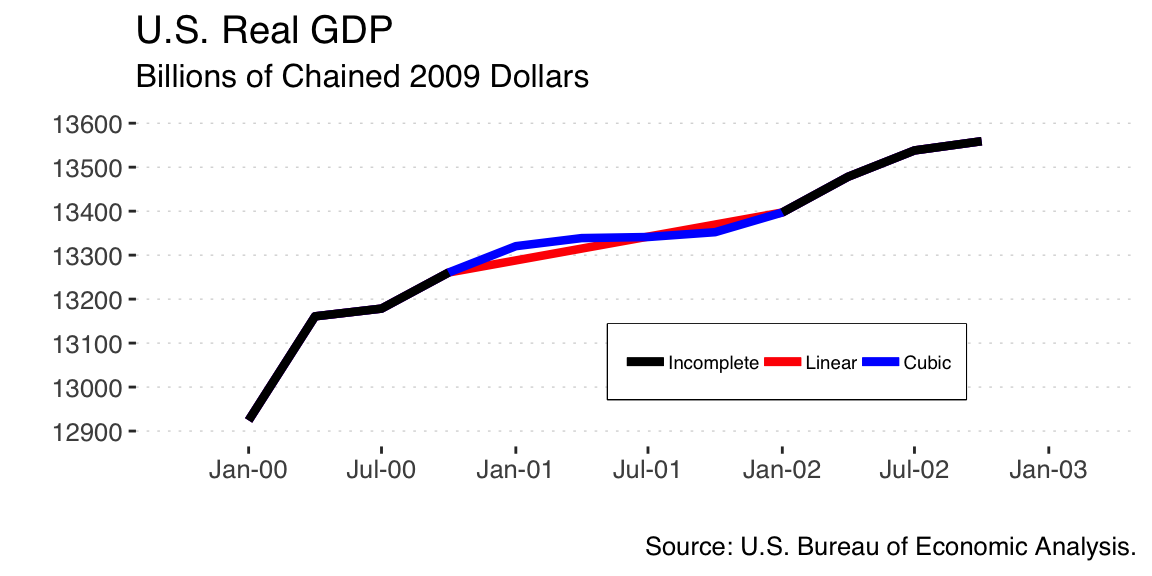 U.S. Real GDP
Billions of Chained 2009 Dollars
13600
13500
13400
13300
13200
13100
13000
12900
Incomplete Linear Cubic
Jan-00 Jul-00 Jan-01 Jul-01 Jan-02 Jul-02 Jan-03
Source: U.S. Bureau of Economic Analysis.